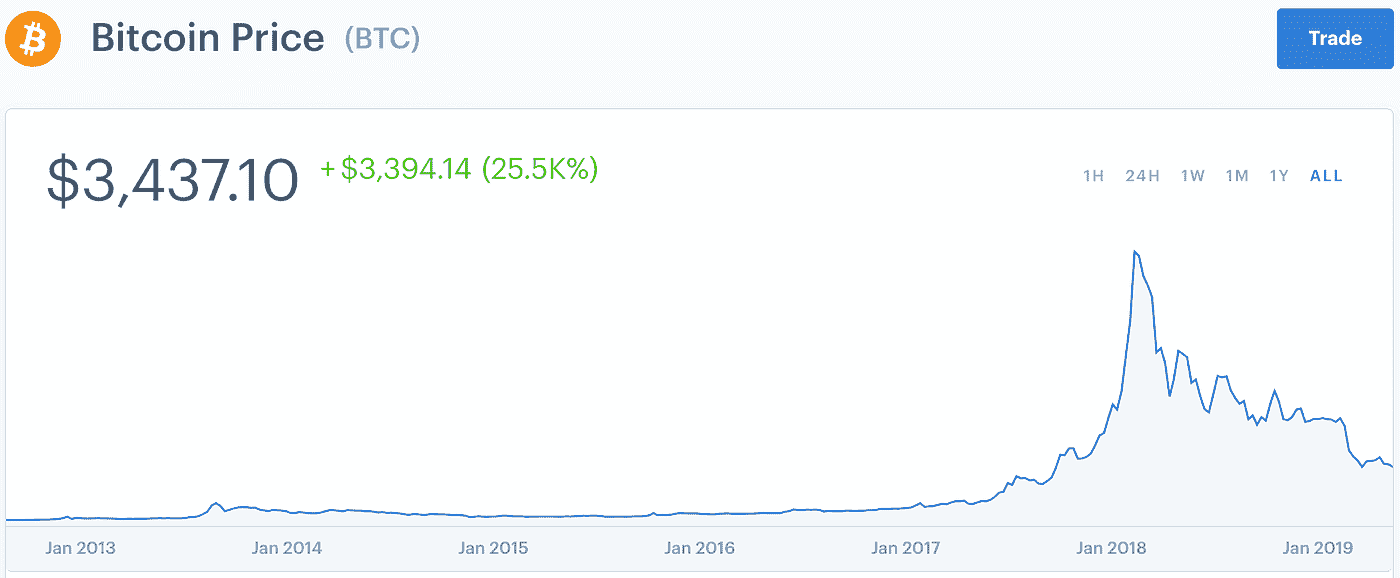 Bitcoin Price (BTC)
Trade
$3,437.10 +$3,394.14 (25.5K%)
1H 24H 1W 1M 1Y ALL
Jan 2013 Jan 2014 Jan 2015 Jan 2016 Jan 2017 Jan 2018 Jan 2019